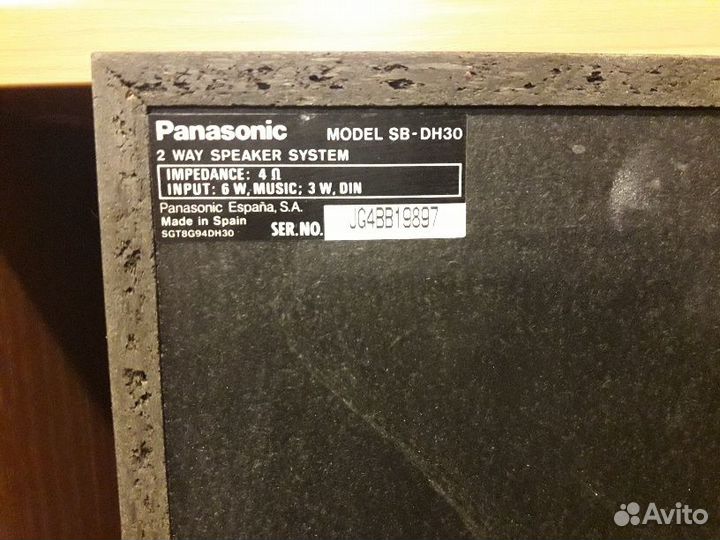 Panasonic MODEL SB-DH30
2 WAY SPEAKER SYSTEM
IMPEDANCE: 4 Ω
INPUT: 6 W, MUSIC; 3 W, DIN
Panasonic España, S.A.
Made in Spain
SGT8G94DH30
SER.NO. JG4BB19897
Avito